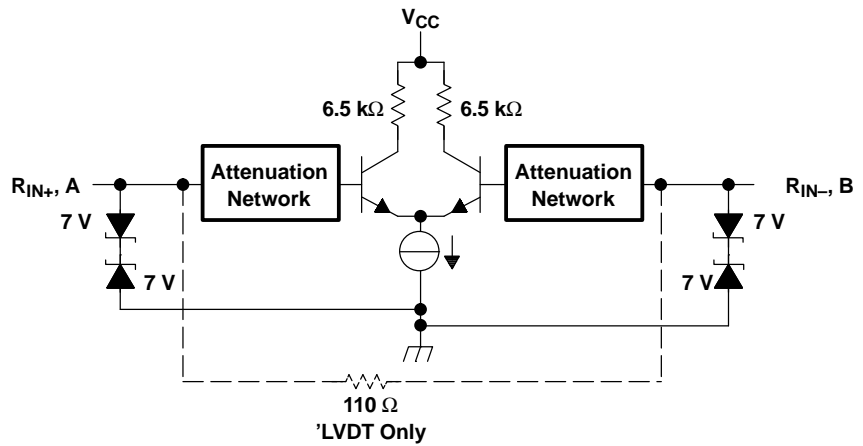 VCC
6.5 kΩ
6.5 kΩ
Attenuation
Network
Attenuation
Network
RIN+, A
RIN–, B
7 V
7 V
7 V
7 V
110 Ω
’LVDT Only